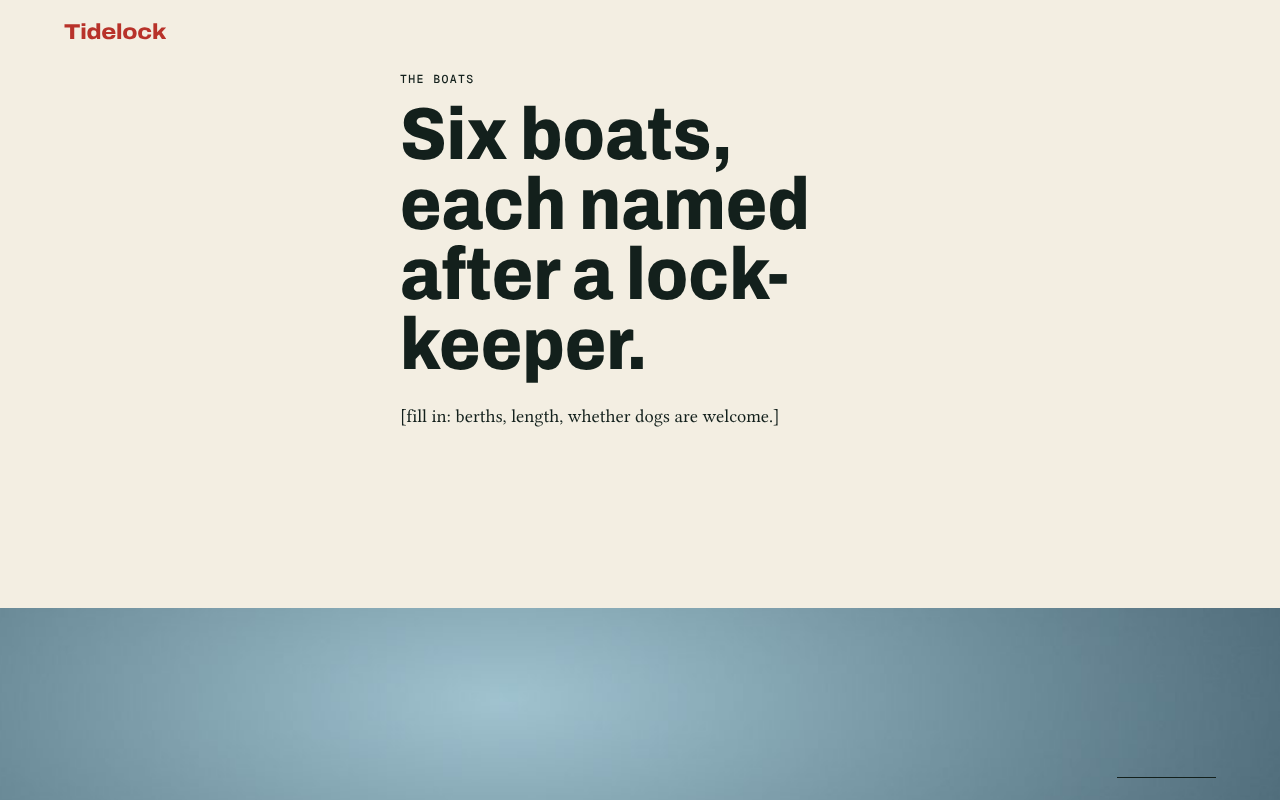 Tidelock
THE BOATS
Six boats,
each named
after a lock-
keeper.
[fill in: berths, length, whether dogs are welcome.]